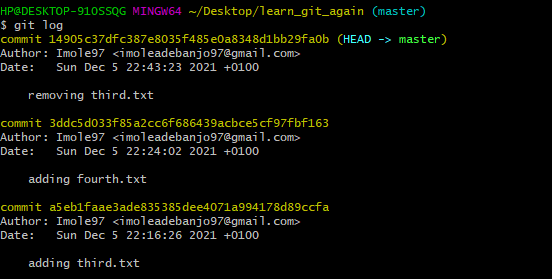 HP@DESKTOP-91OSSQG MINGW64 ~/Desktop/learn_git_again (master)
$ git log
commit 14905c37dfc387e8035f485e0a8348d1bb29fa0b (HEAD -> master)
Author: Imole97 <imoleadebanjo97@gmail.com>
Date:   Sun Dec 5 22:43:23 2021 +0100
    removing third.txt
commit 3ddc5d033f85a2cc6f686439acbce5cf97fbf163
Author: Imole97 <imoleadebanjo97@gmail.com>
Date:   Sun Dec 5 22:24:02 2021 +0100
    adding fourth.txt
commit a5eb1faae3ade835385dee4071a994178d89ccfa
Author: Imole97 <imoleadebanjo97@gmail.com>
Date:   Sun Dec 5 22:16:26 2021 +0100
    adding third.txt